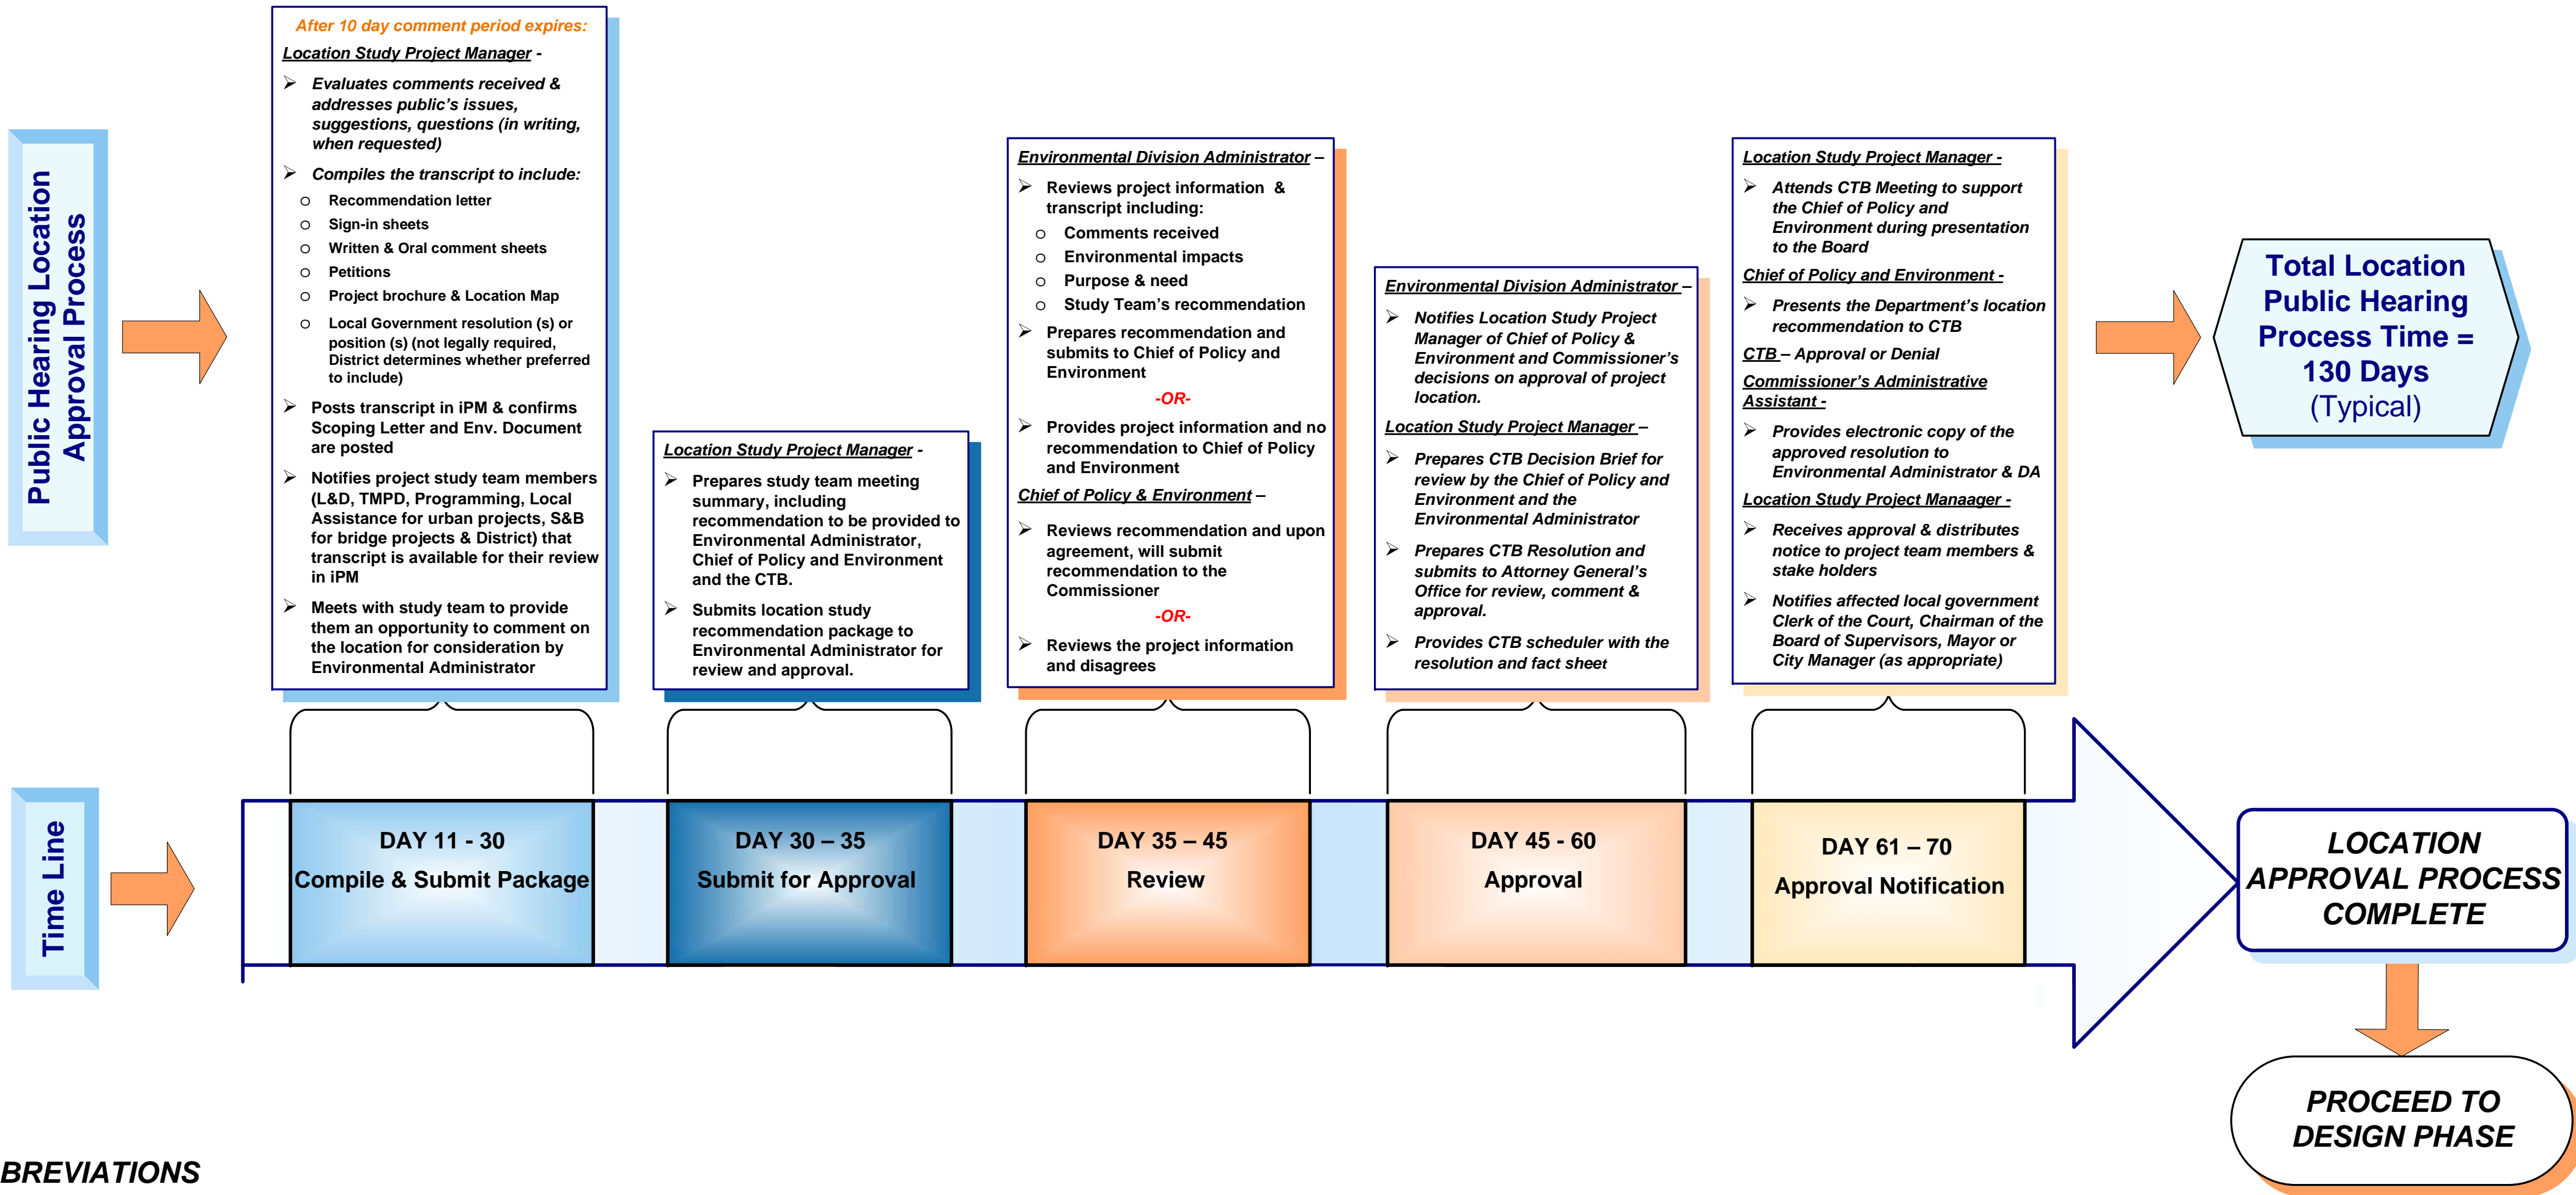 Public Hearing Location
Approval Process
After 10 day comment period expires:
Location Study Project Manager -
➢ Evaluates comments received &
addresses public's issues,
suggestions, questions (in writing,
when requested)
➢ Compiles the transcript to include:
o Recommendation letter
o Sign-in sheets
o Written & Oral comment sheets
o Petitions
o Project brochure & Location Map
o Local Government resolution (s) or
position (s) (not legally required,
District determines whether preferred
to include)
➢ Posts transcript in iPM & confirms
Scoping Letter and Env. Document
are posted
➢ Notifies project study team members
(L&D, TMPD, Programming, Local
Assistance for urban projects, S&B
for bridge projects & District) that
transcript is available for their review
in iPM
➢ Meets with study team to provide
them an opportunity to comment on
the location for consideration by
Environmental Administrator
Location Study Project Manager -
➢ Prepares study team meeting
summary, including
recommendation to be provided to
Environmental Administrator,
Chief of Policy and Environment
and the CTB.
➢ Submits location study
recommendation package to
Environmental Administrator for
review and approval.
Environmental Division Administrator –
➢ Reviews project information &
transcript including:
o Comments received
o Environmental impacts
o Purpose & need
o Study Team's recommendation
➢ Prepares recommendation and
submits to Chief of Policy and
Environment
-OR-
➢ Provides project information and no
recommendation to Chief of Policy
and Environment
Chief of Policy & Environment –
➢ Reviews recommendation and upon
agreement, will submit
recommendation to the
Commissioner
-OR-
➢ Reviews the project information
and disagrees
Environmental Division Administrator –
➢ Notifies Location Study Project
Manager of Chief of Policy &
Environment and Commissioner's
decisions on approval of project
location.
Location Study Project Manager –
➢ Prepares CTB Decision Brief for
review by the Chief of Policy and
Environment and the
Environmental Administrator
➢ Prepares CTB Resolution and
submits to Attorney General's
Office for review, comment &
approval.
➢ Provides CTB scheduler with the
resolution and fact sheet
Location Study Project Manager -
➢ Attends CTB Meeting to support
the Chief of Policy and
Environment during presentation
to the Board
Chief of Policy and Environment -
➢ Presents the Department's location
recommendation to CTB
CTB – Approval or Denial
Commissioner's Administrative
Assistant -
➢ Provides electronic copy of the
approved resolution to
Environmental Administrator & DA
Location Study Project Manaager -
➢ Receives approval & distributes
notice to project team members &
stake holders
➢ Notifies affected local government
Clerk of the Court, Chairman of the
Board of Supervisors, Mayor or
City Manager (as appropriate)
Total Location
Public Hearing
Process Time =
130 Days
(Typical)
Time Line
DAY 11 - 30
Compile & Submit Package
DAY 30 – 35
Submit for Approval
DAY 35 – 45
Review
DAY 45 - 60
Approval
DAY 61 – 70
Approval Notification
LOCATION
APPROVAL PROCESS
COMPLETE
PROCEED TO
DESIGN PHASE
BREVIATIONS